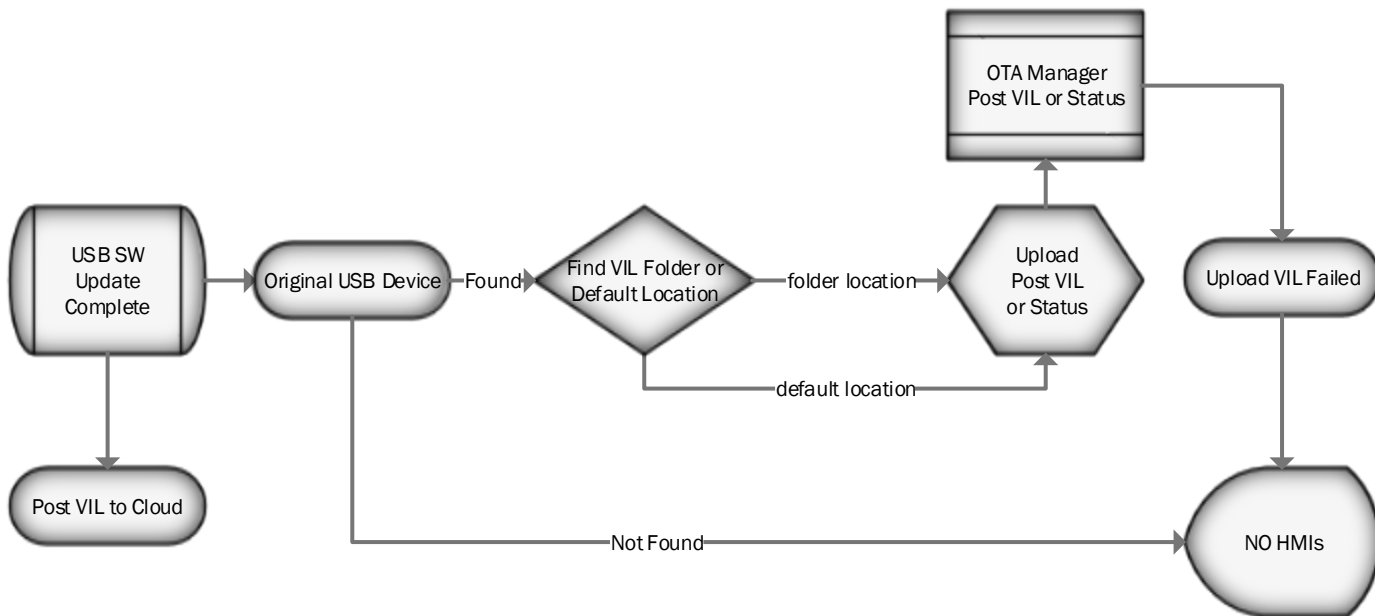 OTA Manager
Post VIL or Status
USB SW
Update
Complete
Original USB Device
Found
Find VIL Folder or
Default Location
folder location
Upload
Post VIL
or Status
Upload VIL Failed
default location
Post VIL to Cloud
Not Found
NO HMIs